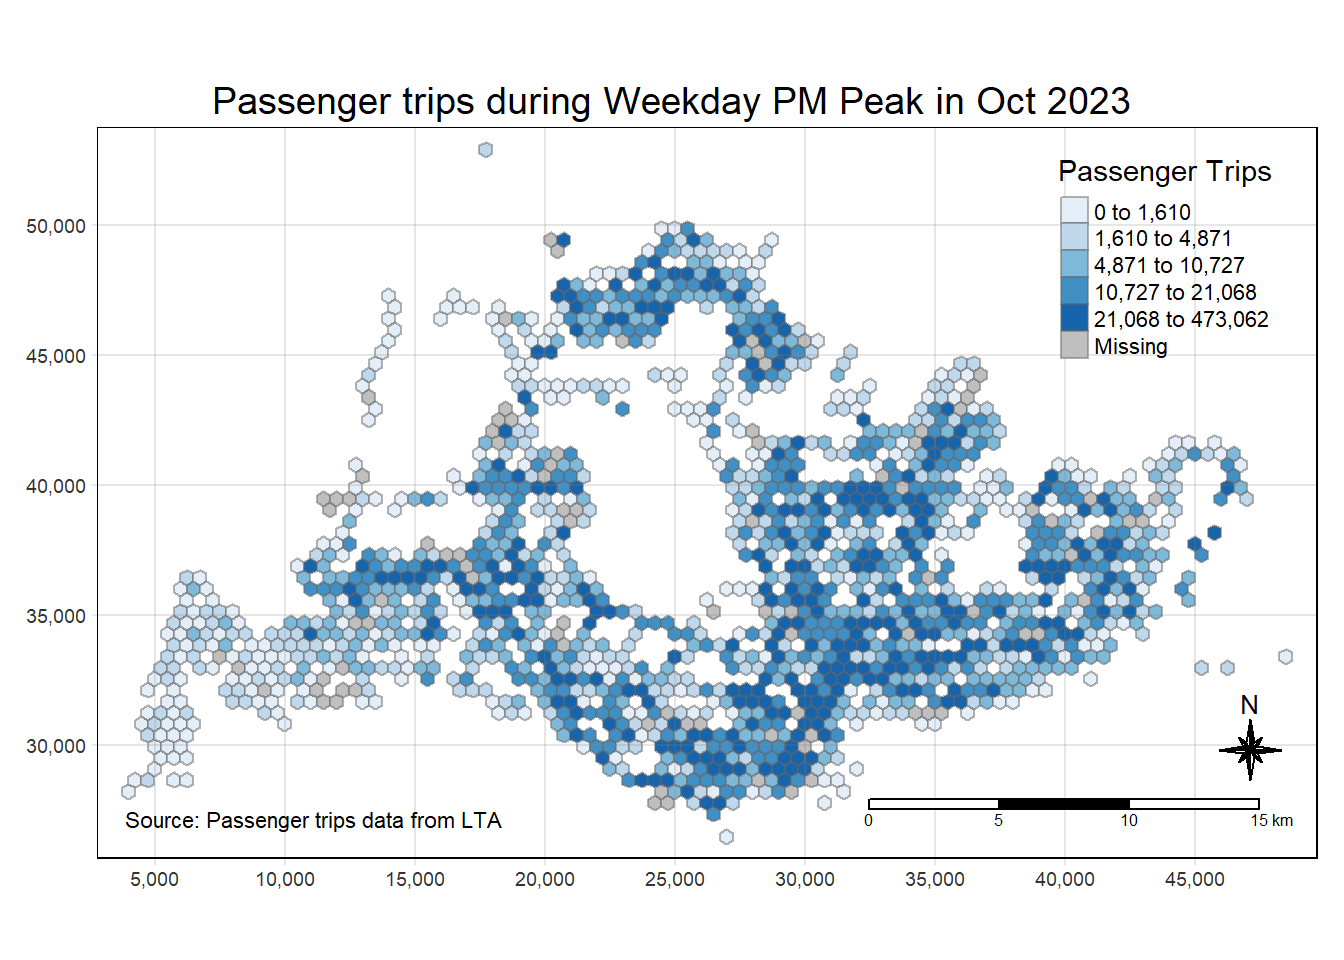 Passenger trips during Weekday PM Peak in Oct 2023
Passenger Trips
0 to 1,610
1,610 to 4,871
4,871 to 10,727
10,727 to 21,068
21,068 to 473,062
Missing
50,000
45,000
40,000
35,000
30,000
N
0 5 10 15 km
Source: Passenger trips data from LTA
5,000 10,000 15,000 20,000 25,000 30,000 35,000 40,000 45,000